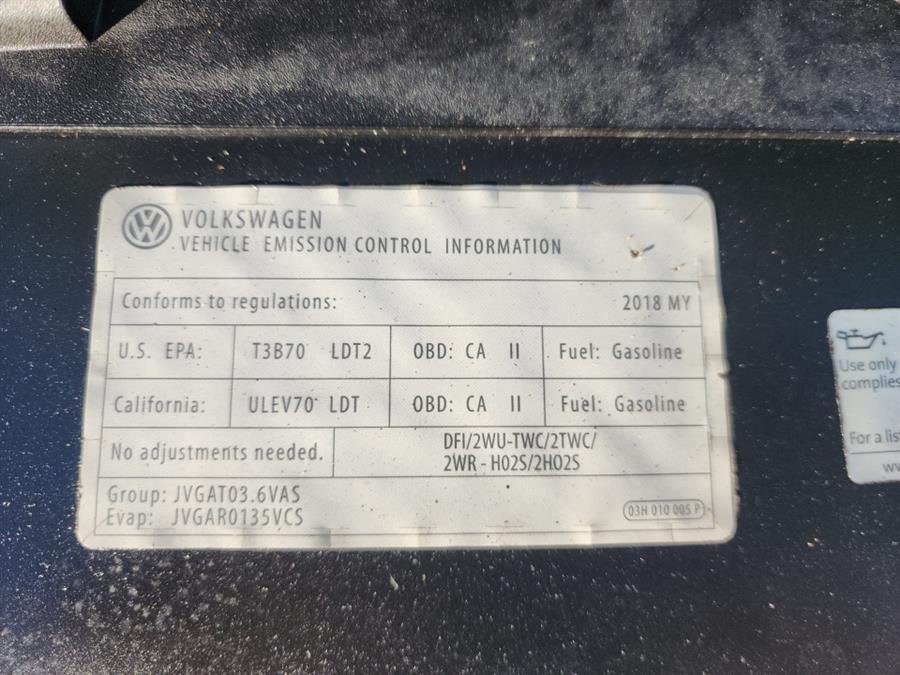 VOLKSWAGEN
VEHICLE EMISSION CONTROL INFORMATION
Conforms to regulations: 2018 MY
U.S. EPA: T3B70 LDT2 OBD: CA II Fuel: Gasoline
California: ULEV70 LDT OBD: CA II Fuel: Gasoline
No adjustments needed. DFI/2WU-TWC/2TWC/
2WR - HO2S/2HO2S
Group: JVGAT03.6VAS
Evap: JVGAR0135VCS
03H 010 005 P
Use only
complies
For a